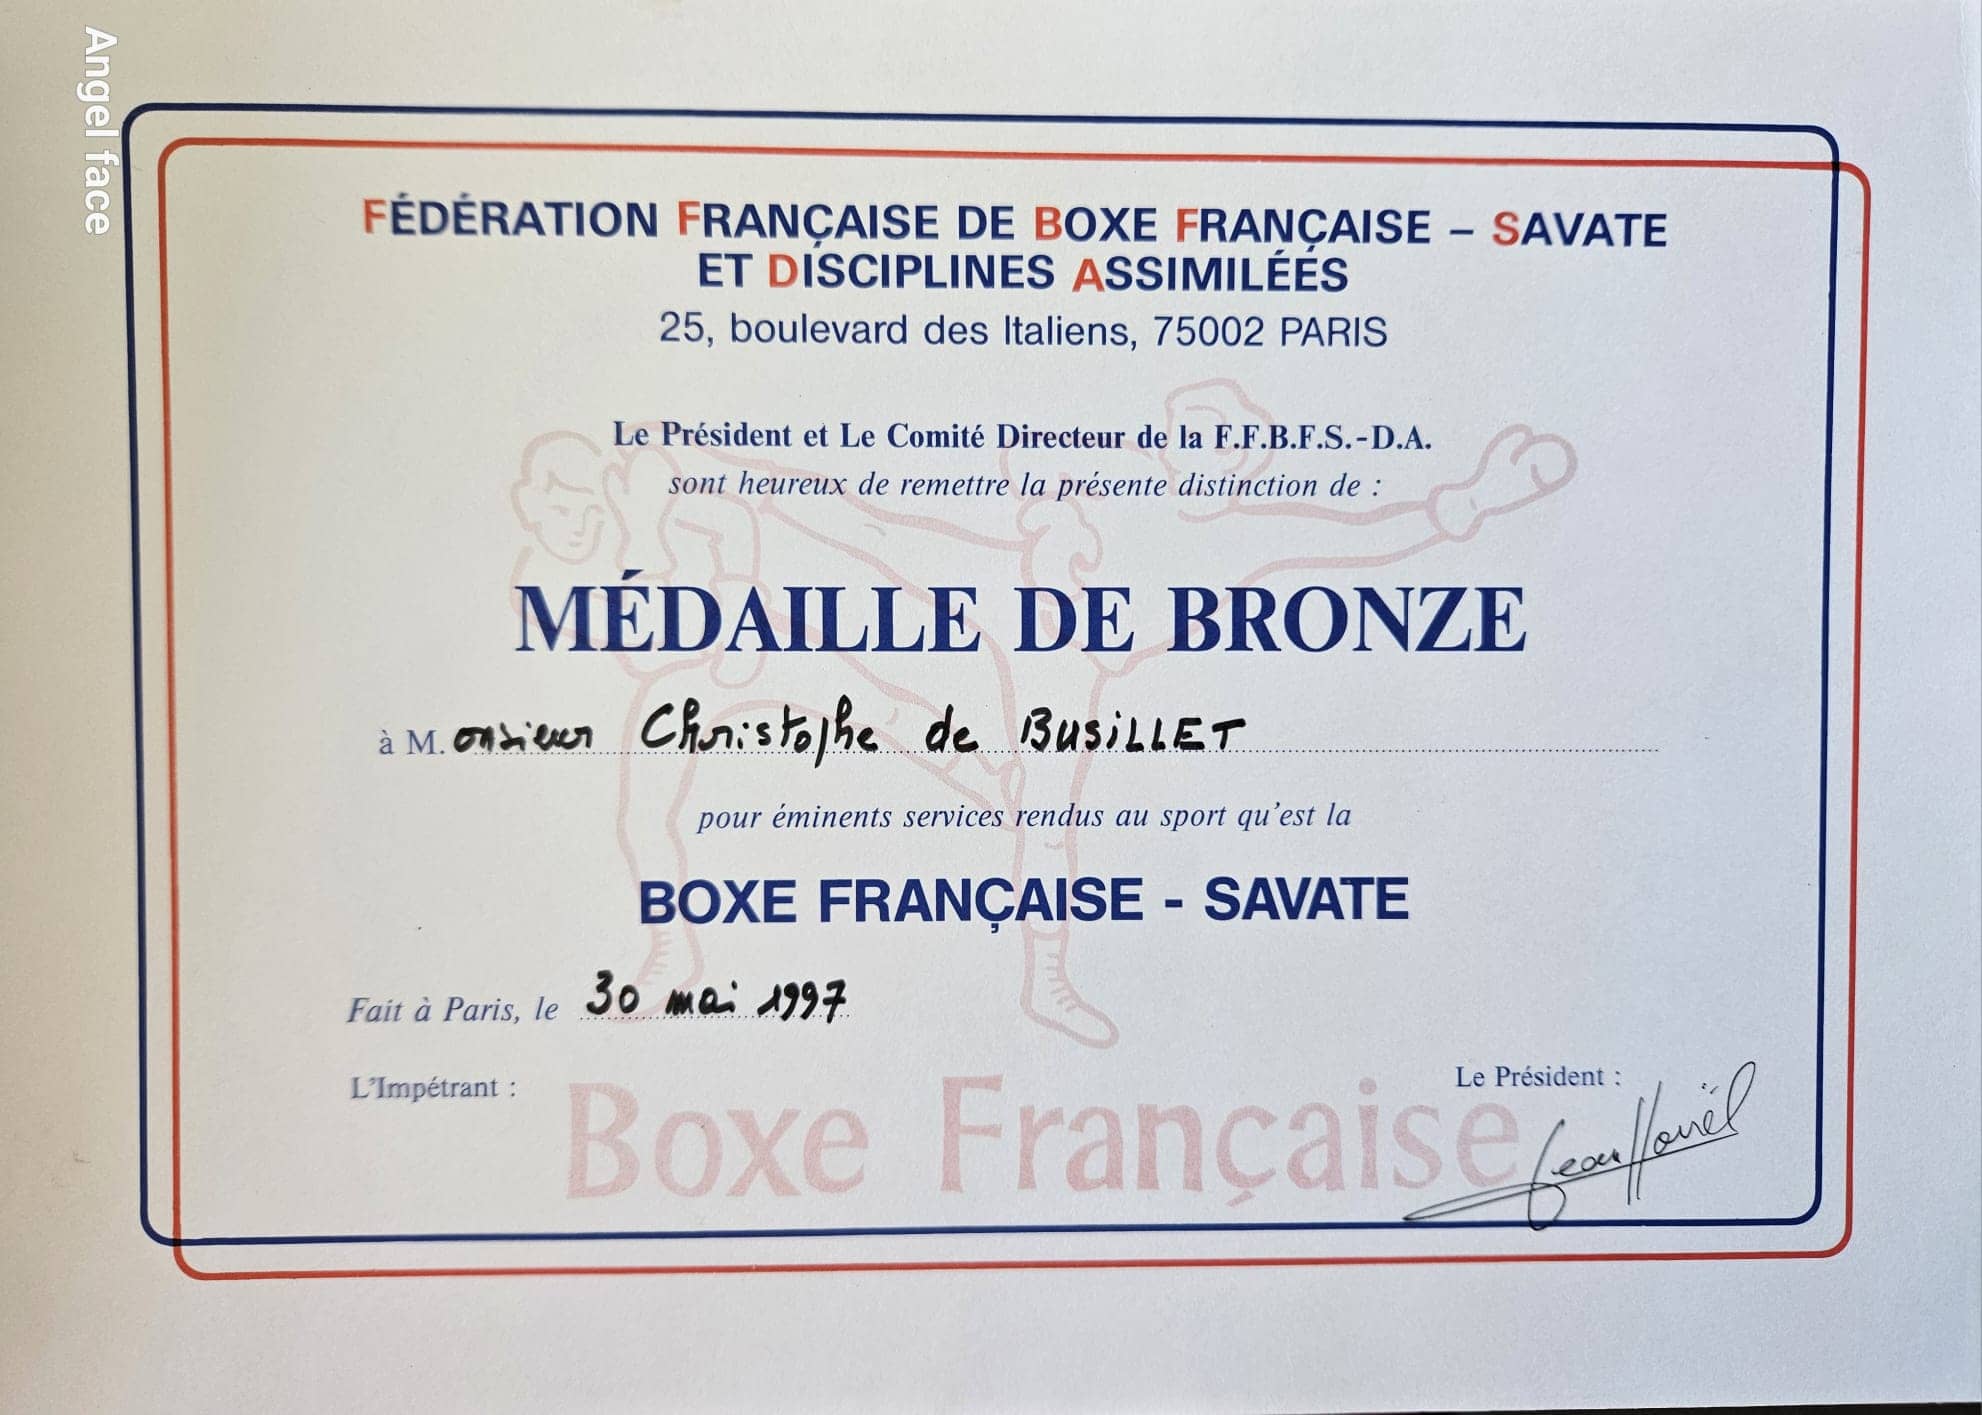 Angel face
FÉDÉRATION FRANÇAISE DE BOXE FRANÇAISE – SAVATE
ET DISCIPLINES ASSIMILÉES
25, boulevard des Italiens, 75002 PARIS
Le Président et Le Comité Directeur de la F.F.B.F.S.-D.A.
sont heureux de remettre la présente distinction de :
MÉDAILLE DE BRONZE
à M.onsieur Christophe de BUSiLLET
pour éminents services rendus au sport qu'est la
BOXE FRANÇAISE - SAVATE
Fait à Paris, le 30 mai 1997
L'Impétrant :
Le Président :
Boxe Française